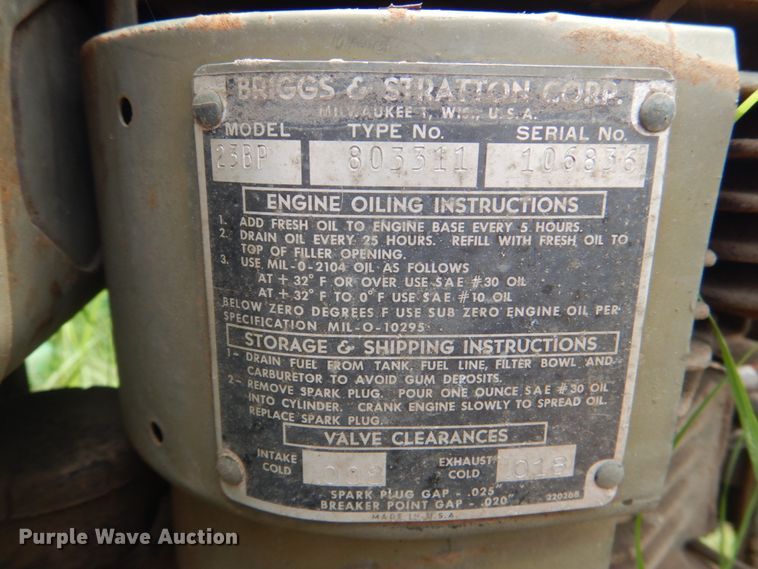 BRIGGS & STRATTON CORP.
MILWAUKEE 1, WIS., U.S.A.
MODEL TYPE No. SERIAL No.
23BP 803311 106836
ENGINE OILING INSTRUCTIONS
1. ADD FRESH OIL TO ENGINE BASE EVERY 5 HOURS.
2. DRAIN OIL EVERY 25 HOURS. REFILL WITH FRESH OIL TO
TOP OF FILLER OPENING.
3. USE MIL-O-2104 OIL AS FOLLOWS
AT + 32° F OR OVER USE SAE #30 OIL
AT + 32° F TO 0° F USE SAE #10 OIL
BELOW ZERO DEGREES F USE SUB ZERO ENGINE OIL PER
SPECIFICATION MIL-O-10295
STORAGE & SHIPPING INSTRUCTIONS
1- DRAIN FUEL FROM TANK, FUEL LINE, FILTER BOWL AND
CARBURETOR TO AVOID GUM DEPOSITS.
2- REMOVE SPARK PLUG. POUR ONE OUNCE SAE #30 OIL
INTO CYLINDER. CRANK ENGINE SLOWLY TO SPREAD OIL.
REPLACE SPARK PLUG.
VALVE CLEARANCES
INTAKE COLD EXHAUST COLD
SPARK PLUG GAP - .025"
BREAKER POINT GAP - .020"
22036B
MADE IN U.S.A.
Purple Wave Auction